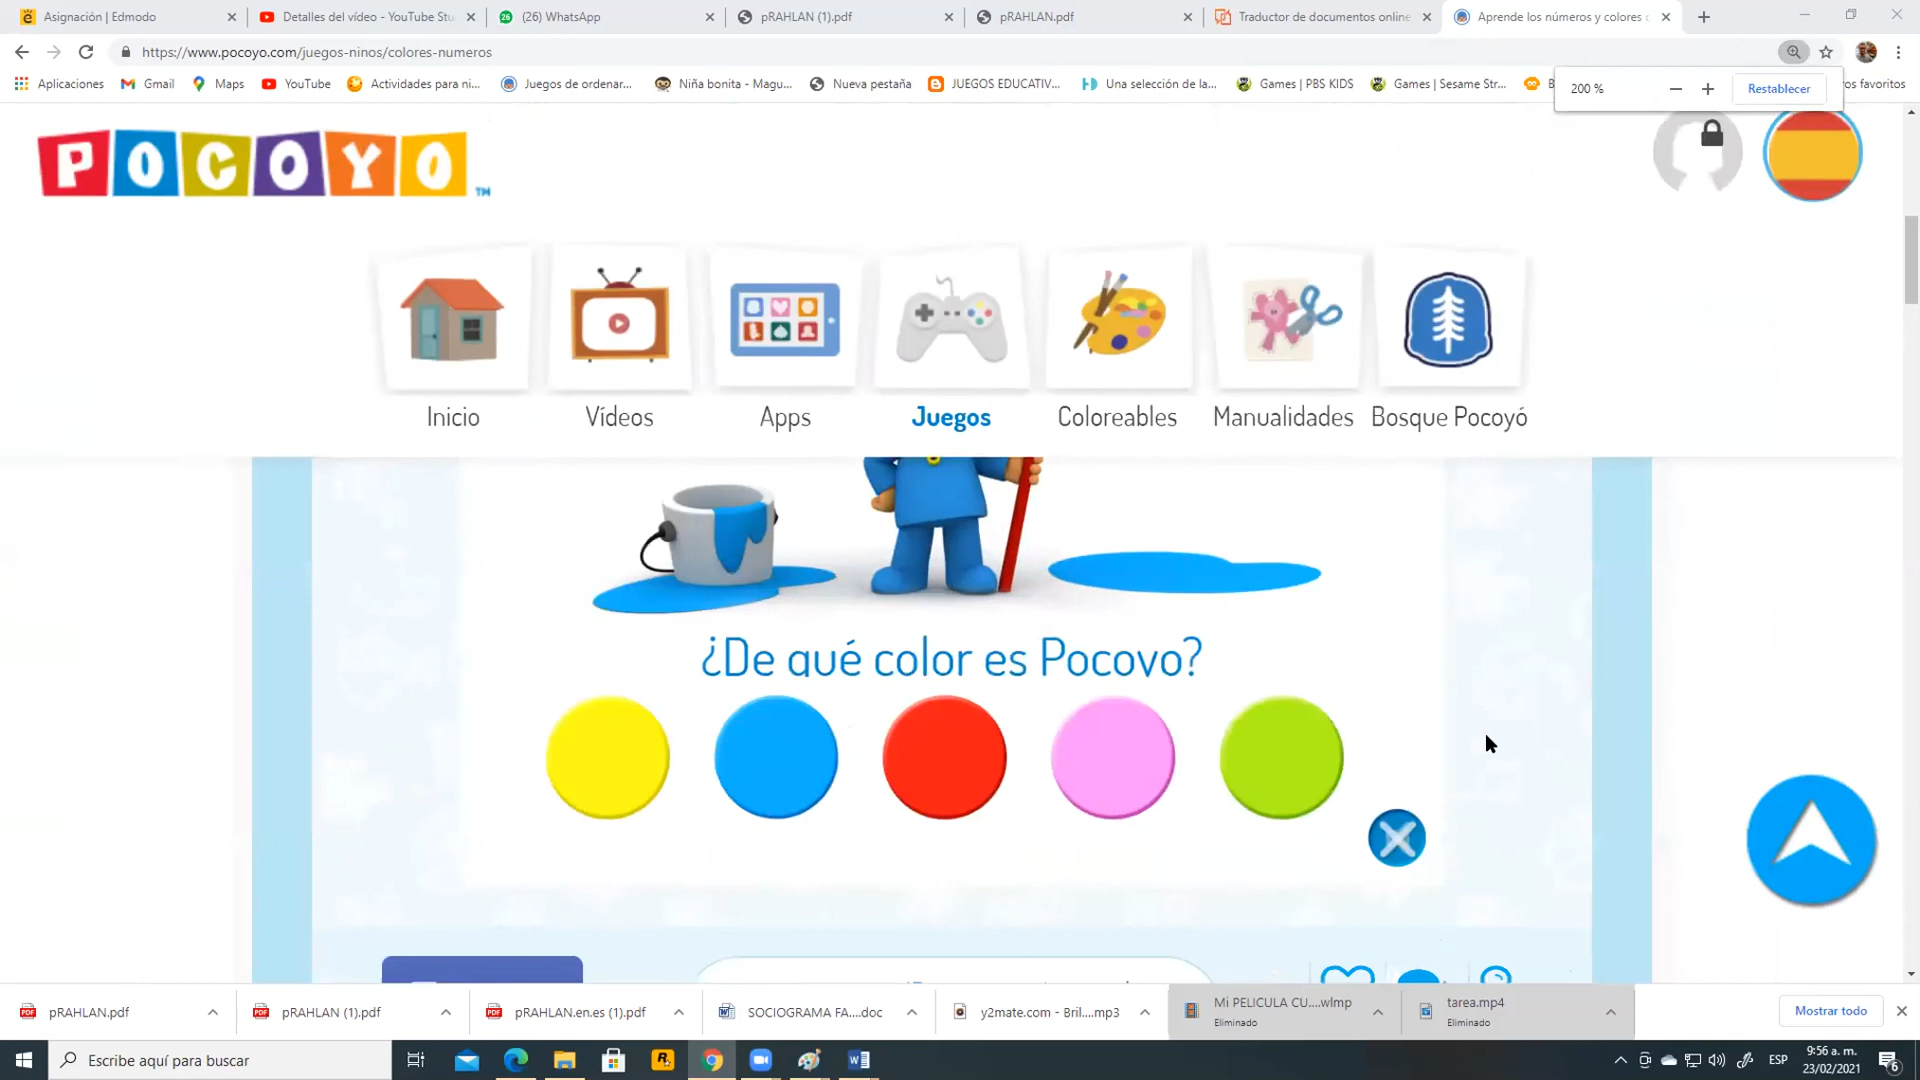 Asignación | Edmodo
Detalles del vídeo - YouTube Stu
(26) WhatsApp
pRAHLAN (1).pdf
pRAHLAN.pdf
Traductor de documentos online
Aprende los números y colores
https://www.pocoyo.com/juegos-ninos/colores-numeros
Aplicaciones
Gmail
Maps
YouTube
Actividades para ni...
Juegos de ordenar...
Niña bonita - Magu...
Nueva pestaña
JUEGOS EDUCATIV...
Una selección de la...
Games | PBS KIDS
Games | Sesame Str...
os favoritos
200 %
Restablecer
POCOYO TM
Inicio
Vídeos
Apps
Juegos
Coloreables
Manualidades
Bosque Pocoyó
¿De qué color es Pocoyo?
pRAHLAN.pdf
pRAHLAN (1).pdf
pRAHLAN.en.es (1).pdf
SOCIOGRAMA FA....doc
y2mate.com - Bril....mp3
Mi PELICULA CU....wlmp
Eliminado
tarea.mp4
Eliminado
Mostrar todo
Escribe aquí para buscar
ESP
9:56 a. m.
23/02/2021
6